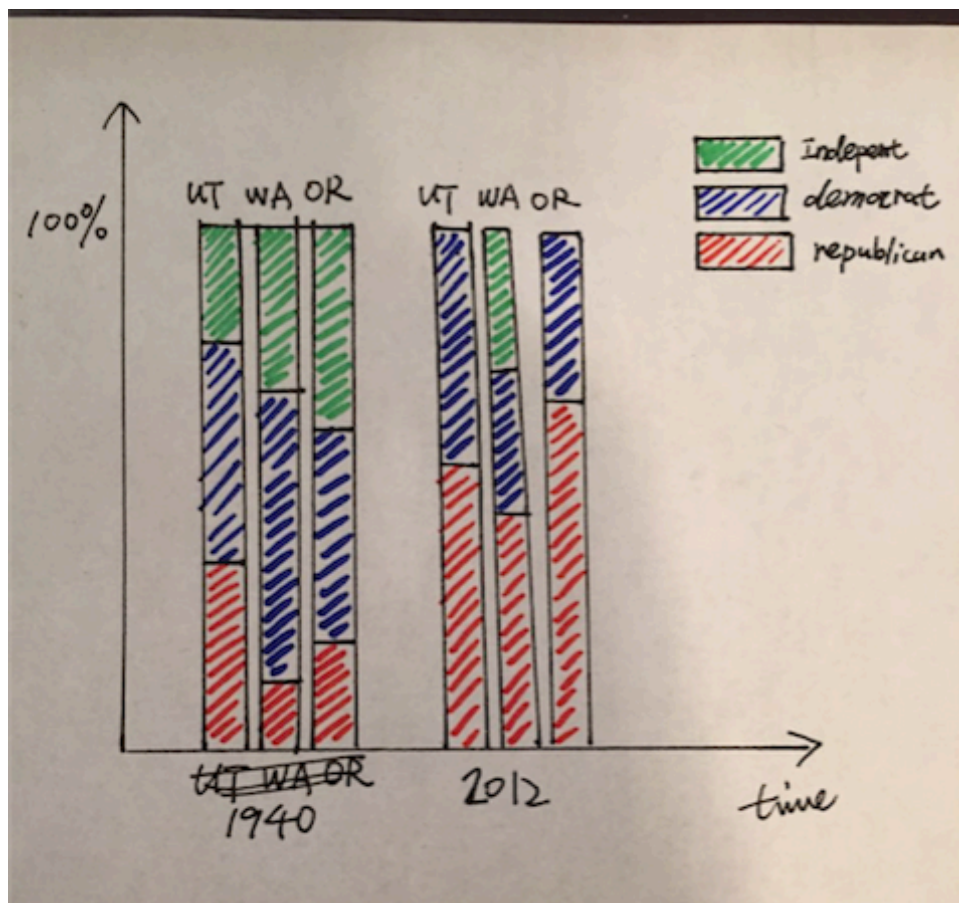 UT WA OR
UT WA OR
100%
Indepent
democrat
republican
UT WA OR
1940
2012
time